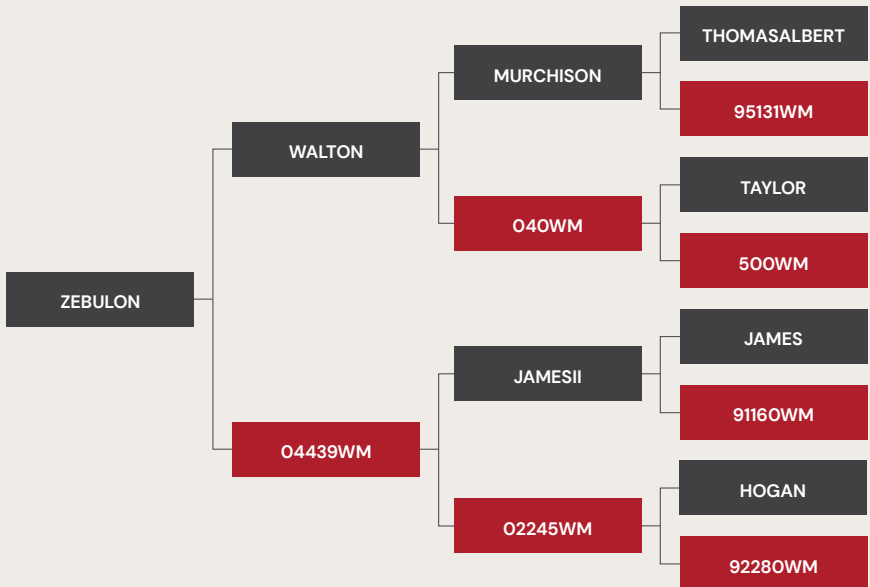 THOMASALBERT
MURCHISON
95131WM
WALTON
TAYLOR
040WM
500WM
ZEBULON
JAMES
JAMESII
91160WM
04439WM
HOGAN
02245WM
92280WM